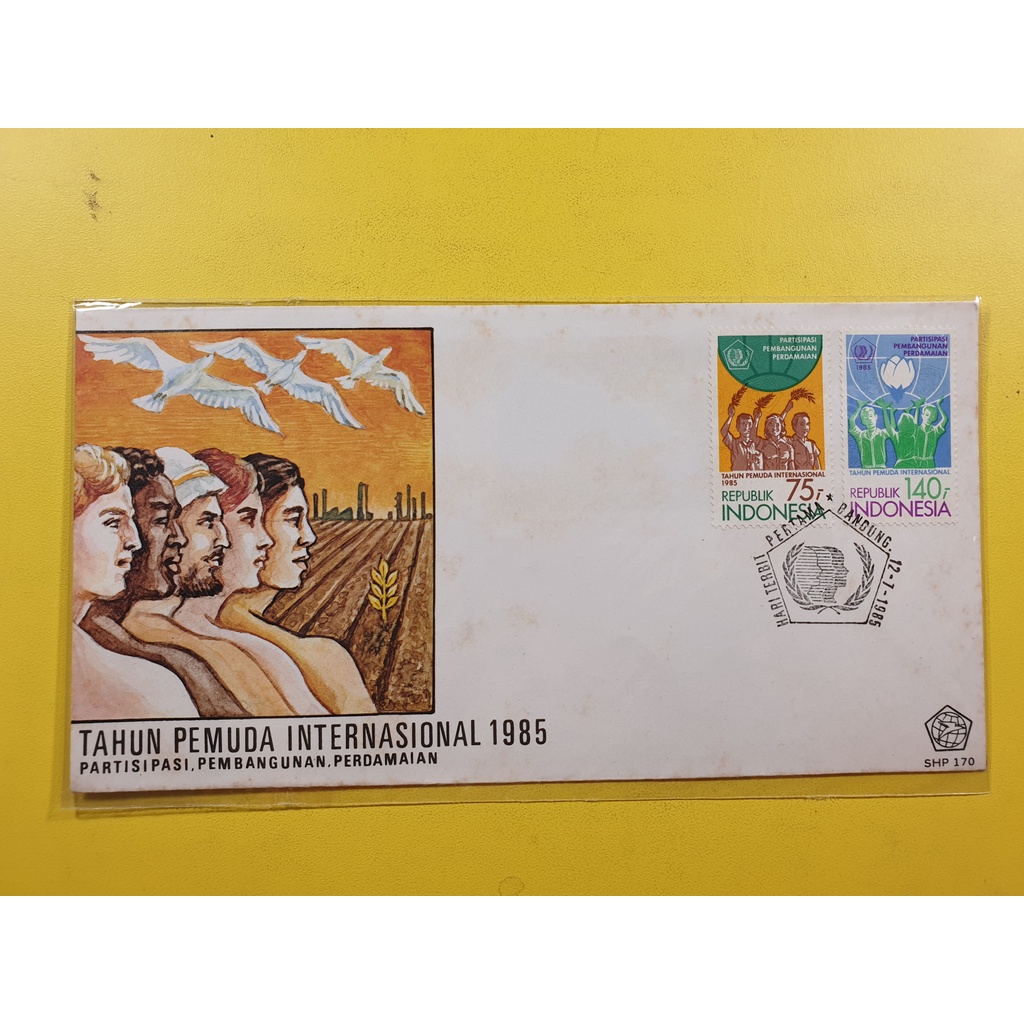 PARTISIPASI
PEMBANGUNAN
PERDAMAIAN
TAHUN PEMUDA INTERNASIONAL
1985
REPUBLIK 75,-
INDONESIA
PARTISIPASI
PEMBANGUNAN
PERDAMAIAN
1985
TAHUN PEMUDA INTERNASIONAL
REPUBLIK 140,-
INDONESIA
HARI TERBIT PERTAMA ★ BANDUNG, 12-7-1985
TAHUN PEMUDA INTERNASIONAL 1985
PARTISIPASI, PEMBANGUNAN, PERDAMAIAN
SHP 170